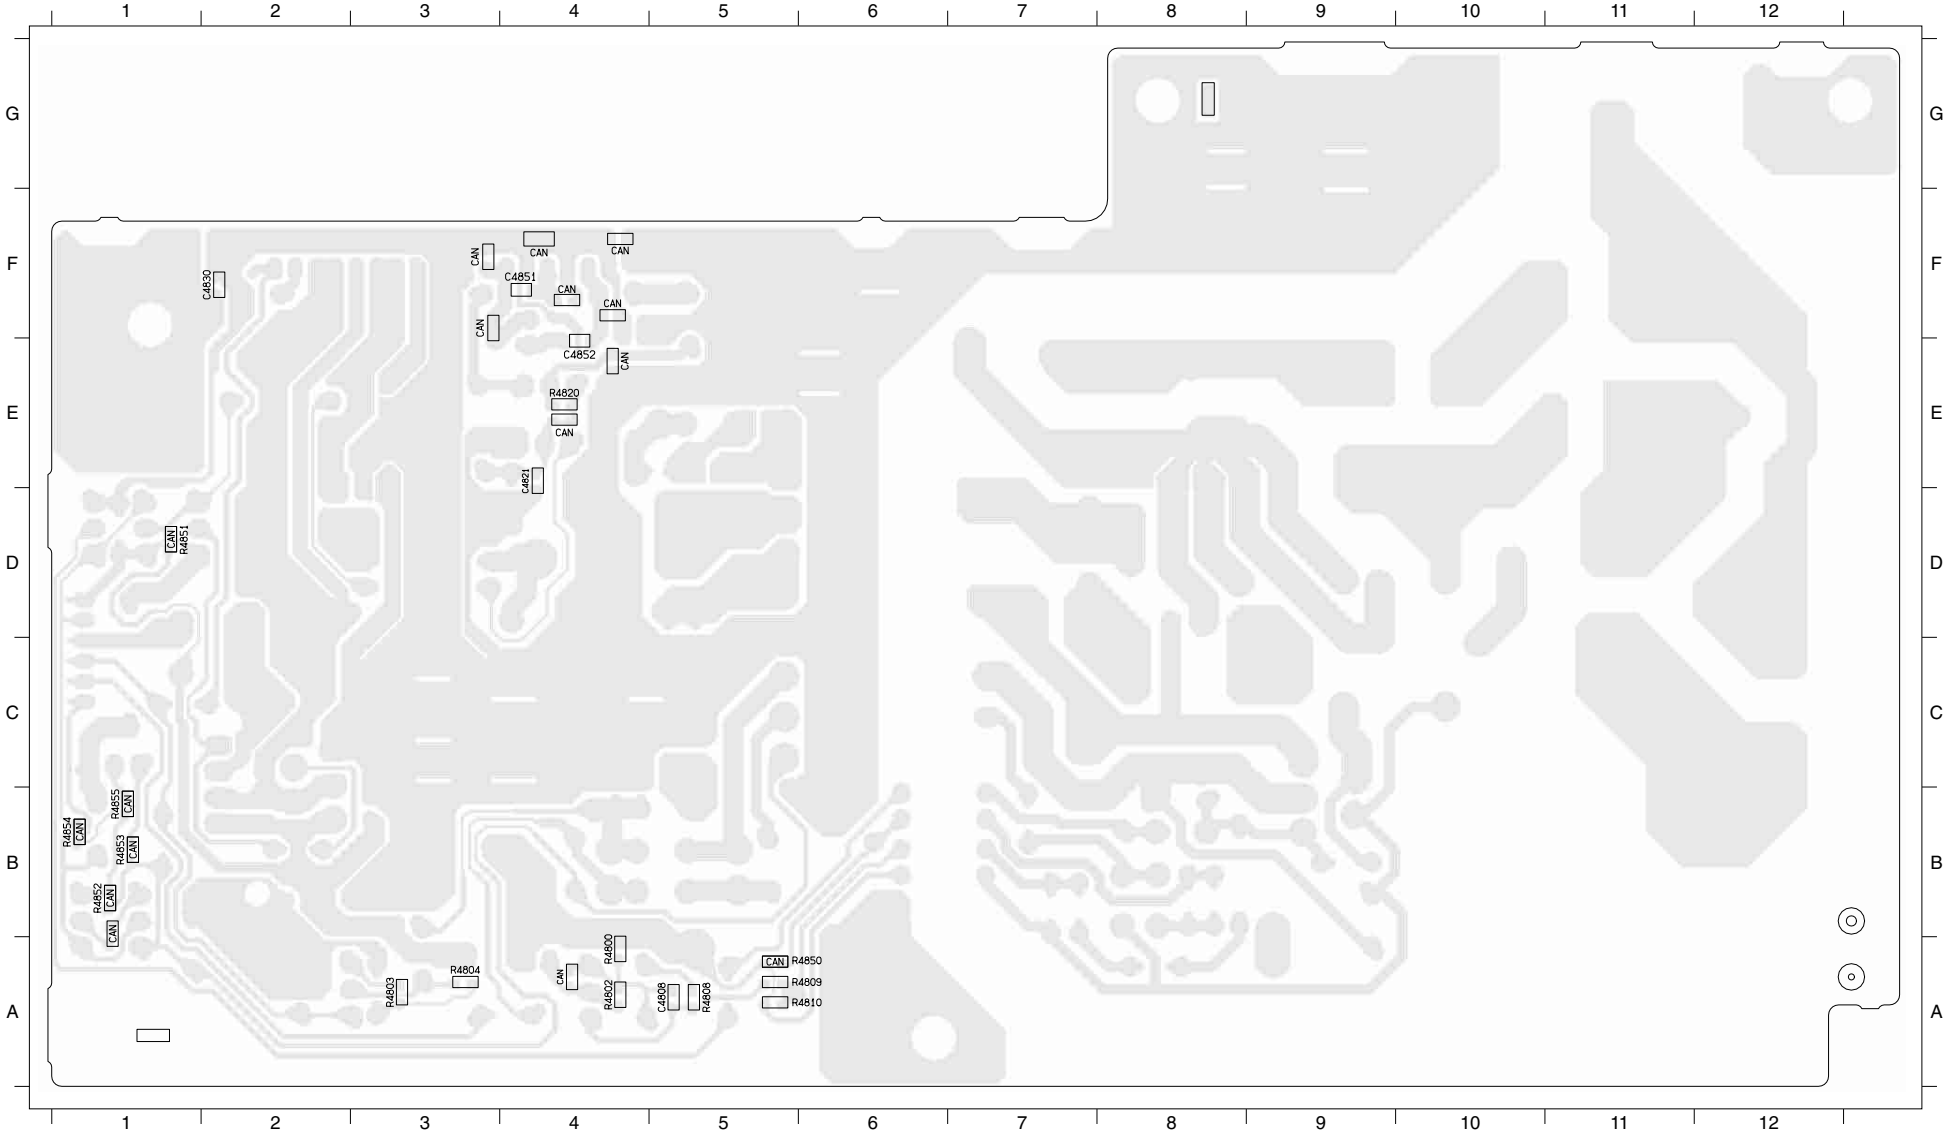 1 2 3 4 5 6 7 8 9 10 11 12
G G
F F
CAN
CAN
CAN
C4830
C4851
CAN
CAN
CAN
C4852
CAN
R4820
E E
CAN
C4821
CAN R4851
D D
C C
R4855 CAN
R4854 CAN
R4853 CAN
B B
R4852 CAN
CAN
R4800
CAN R4850
R4804
CAN
R4809
R4803
R4802
C4808
R4808
R4810
A A
1 2 3 4 5 6 7 8 9 10 11 12